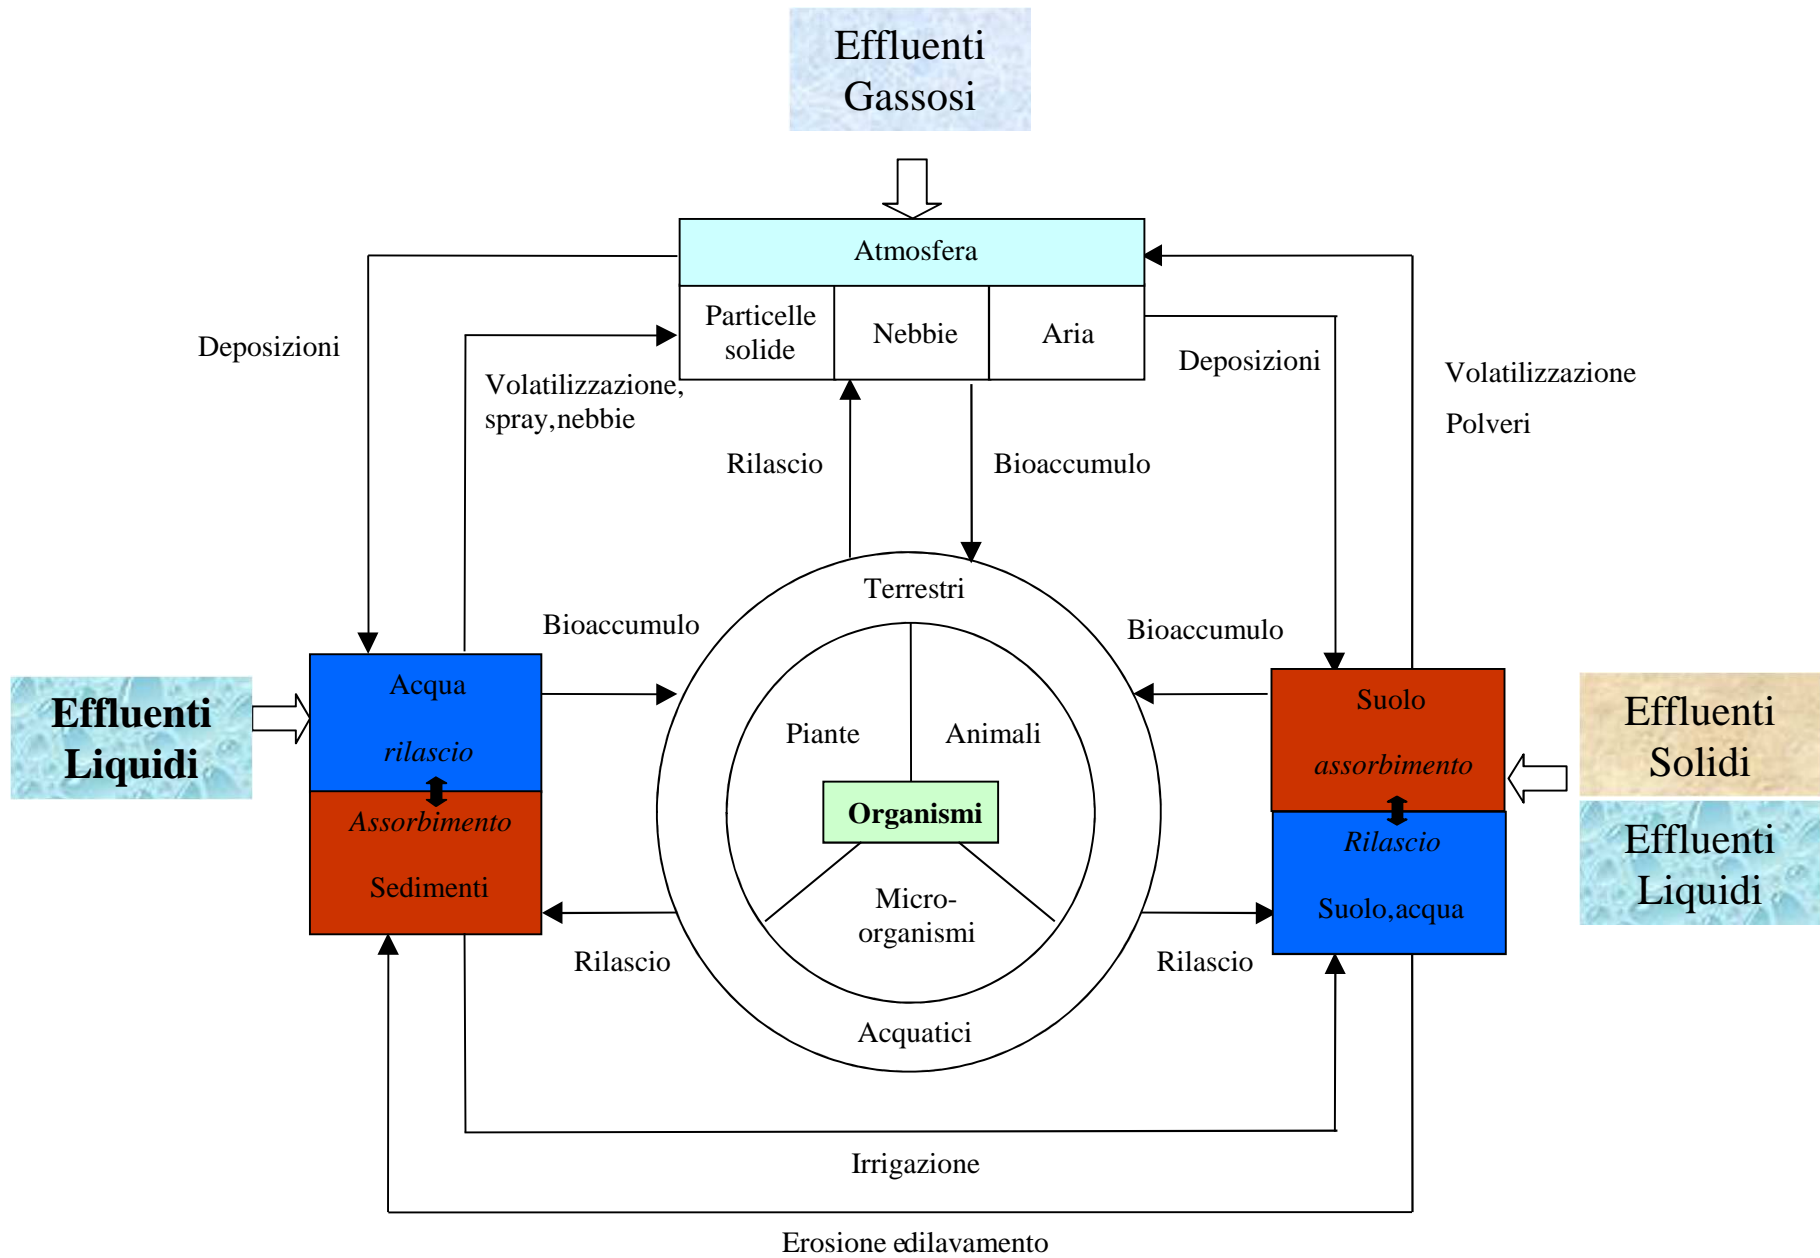 Effluenti
Gassosi
Atmosfera
Particelle
solide
Nebbie
Aria
Deposizioni
Volatilizzazione,
spray,nebbie
Deposizioni
Volatilizzazione
Polveri
Rilascio
Bioaccumulo
Terrestri
Bioaccumulo
Bioaccumulo
Effluenti
Liquidi
Acqua
rilascio
Assorbimento
Sedimenti
Piante
Animali
Organismi
Micro-
organismi
Acquatici
Suolo
assorbimento
Rilascio
Suolo,acqua
Effluenti
Solidi
Effluenti
Liquidi
Rilascio
Rilascio
Irrigazione
Erosione edilavamento